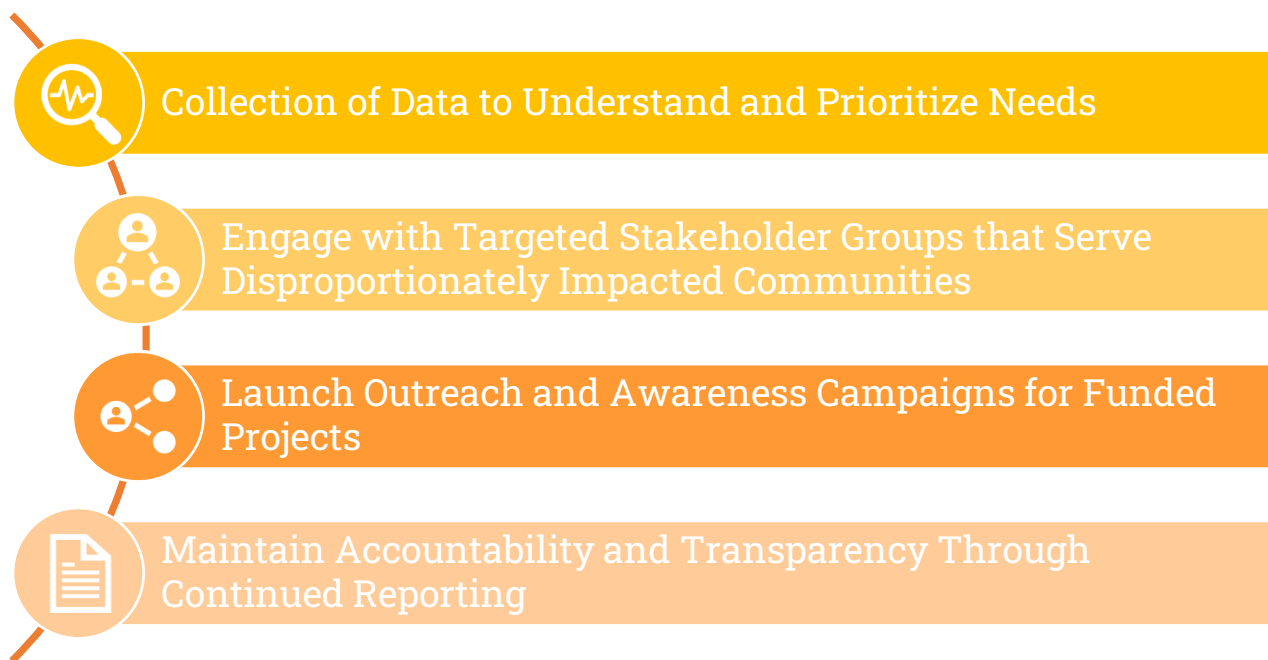 Collection of Data to Understand and Prioritize Needs
Engage with Targeted Stakeholder Groups that Serve
Disproportionately Impacted Communities
Launch Outreach and Awareness Campaigns for Funded
Projects
Maintain Accountability and Transparency Through
Continued Reporting